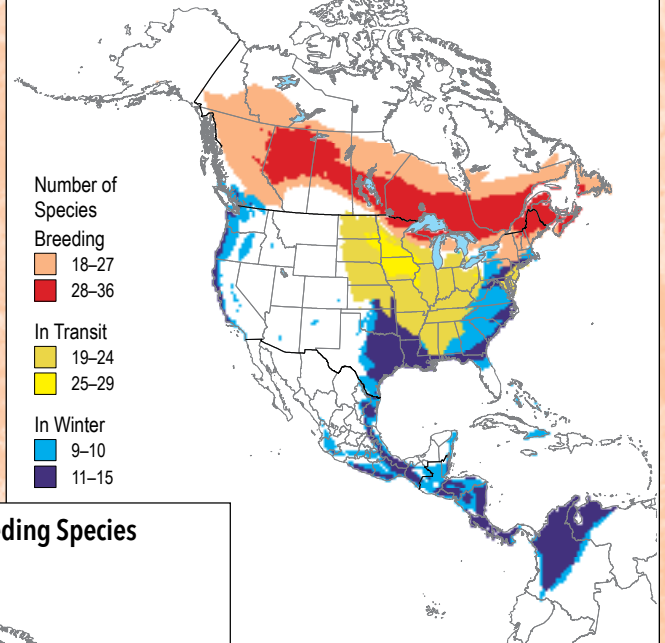 Number of
Species
Breeding
18–27
28–36
In Transit
19–24
25–29
In Winter
9–10
11–15
ding Species